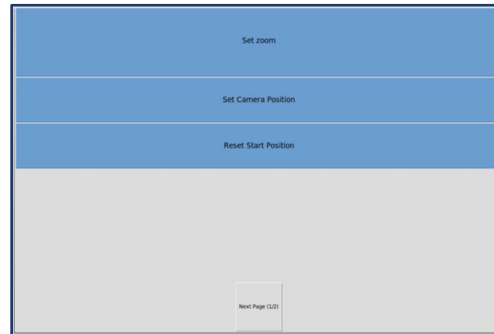 Set zoom
Set Camera Position
Reset Start Position
Next Page (1/2)